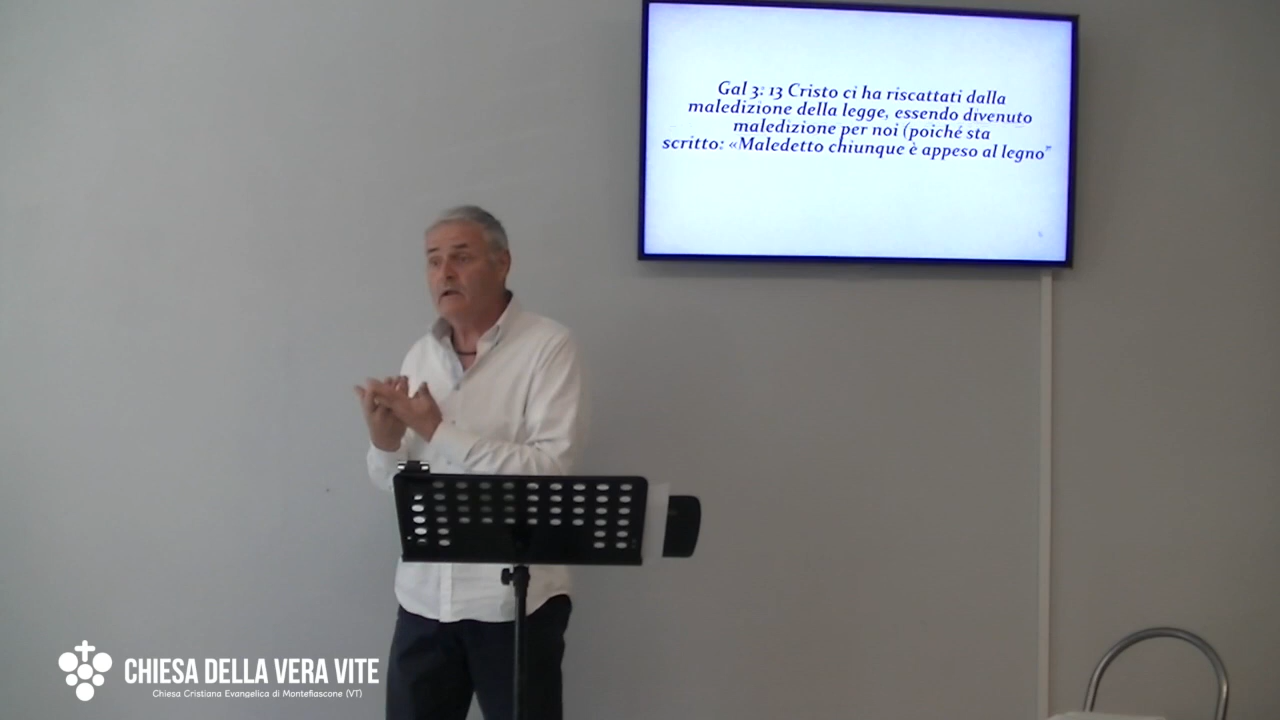 Gal 3: 13 Cristo ci ha riscattati dalla
maledizione della legge, essendo divenuto
maledizione per noi (poiché sta
scritto: «Maledetto chiunque è appeso al legno”
CHIESA DELLA VERA VITE
Chiesa Cristiana Evangelica di Montefiascone (VT)